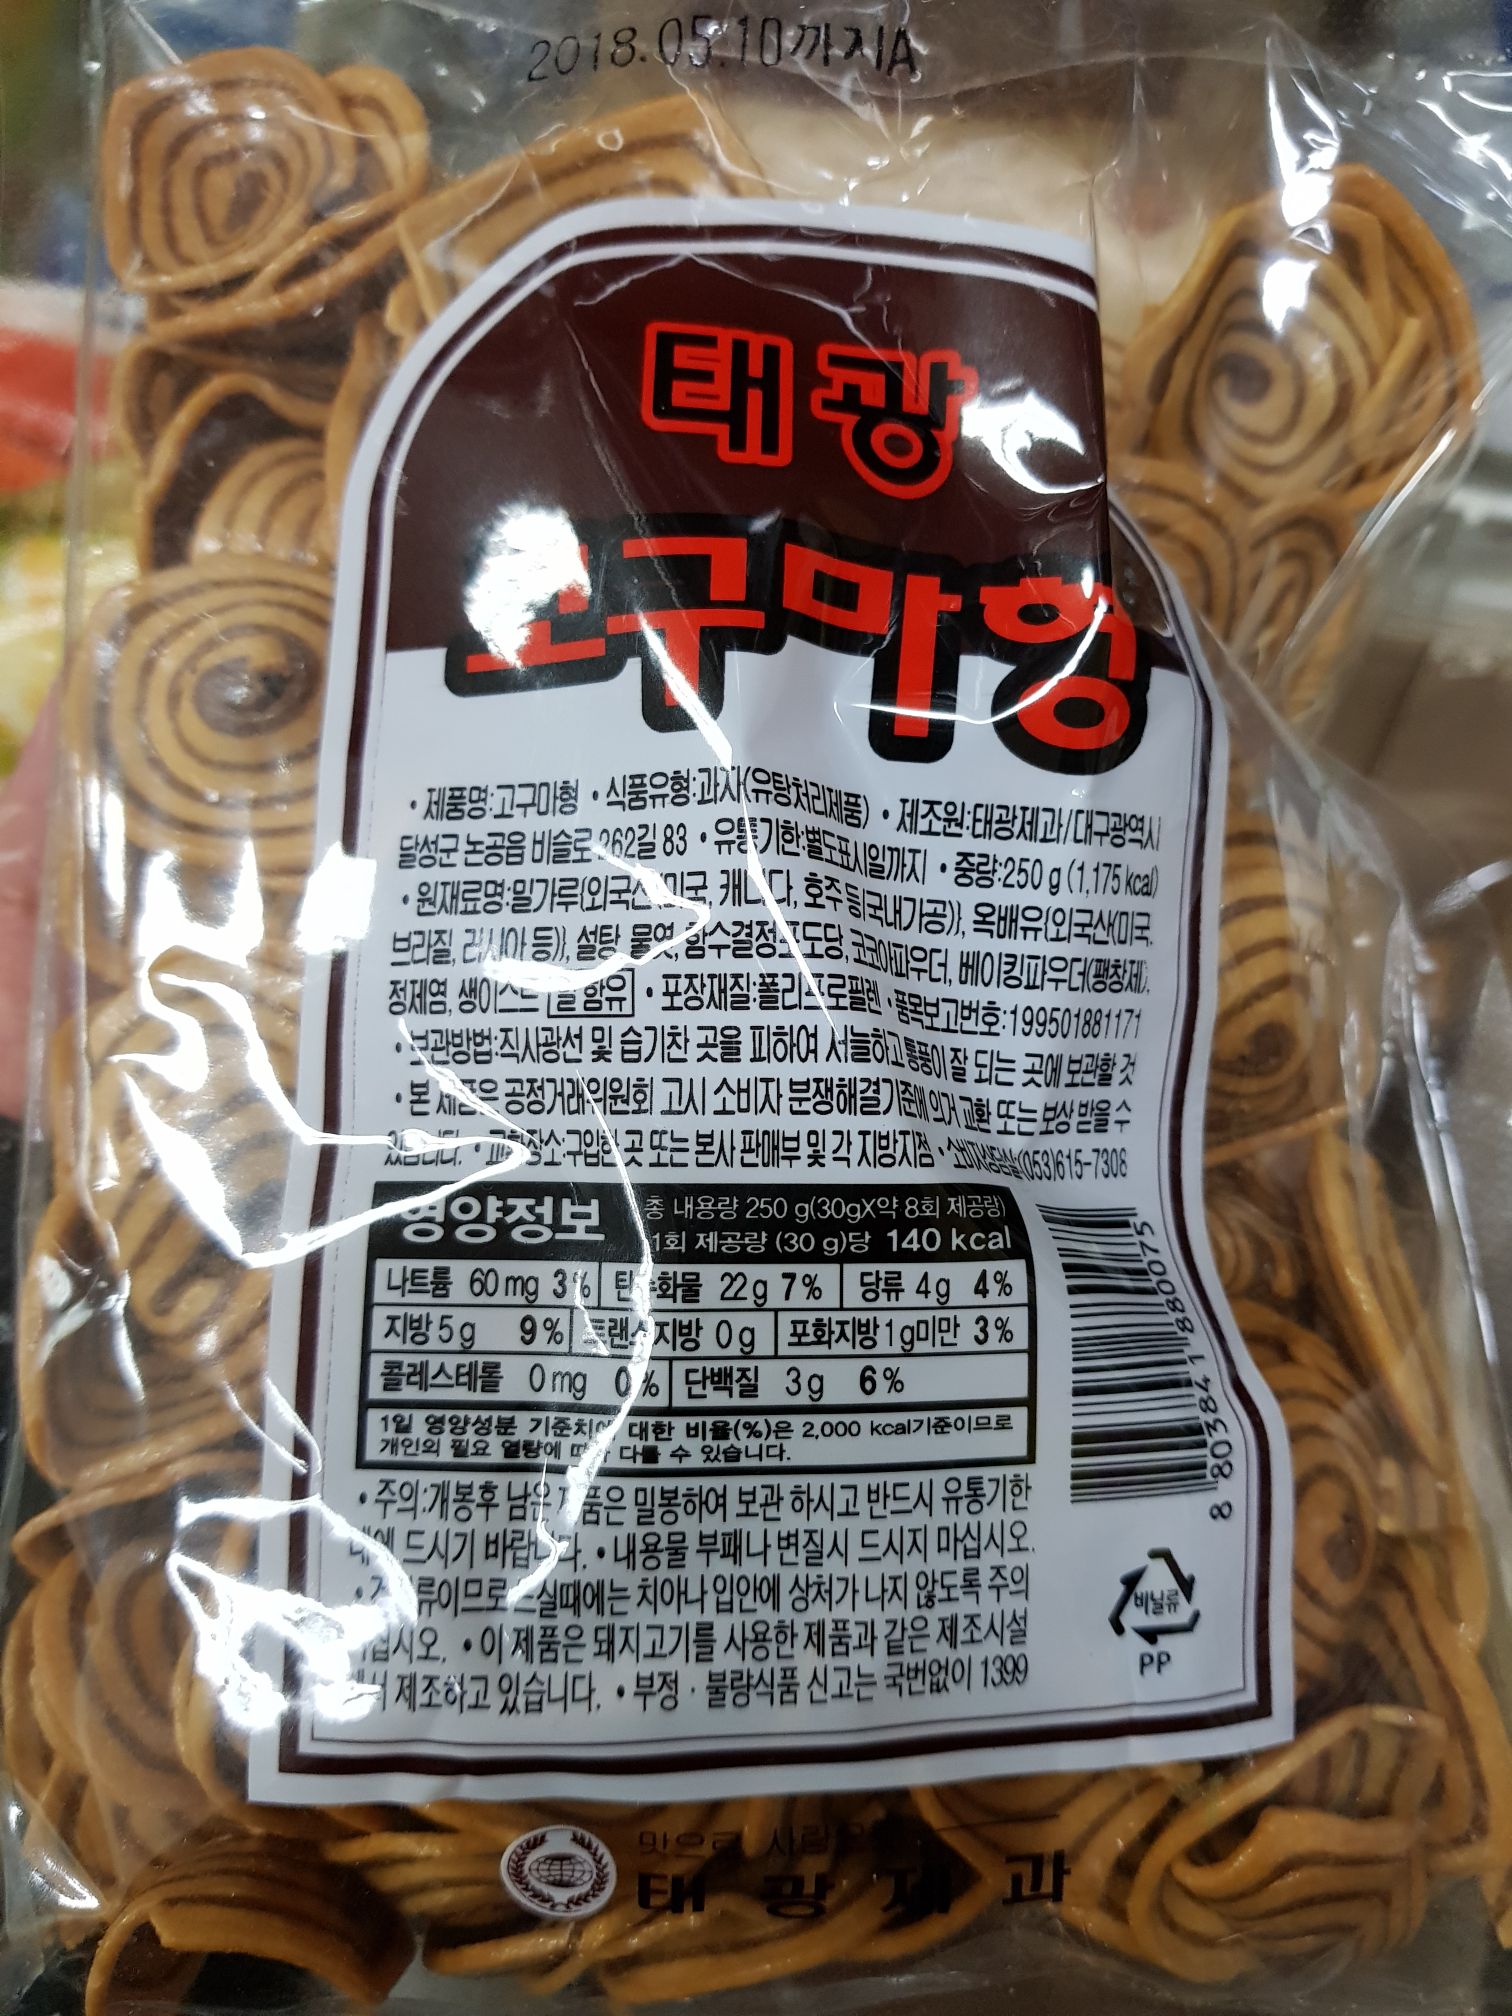 2018.05.10까지A
태광
고구마형
• 제품명:고구마형 • 식품유형:과자(유탕처리제품) • 제조원:태광제과/대구광역시
달성군 논공읍 비슬로 262길 83 • 유통기한:별도표시일까지 • 중량:250 g (1,175 kcal)
• 원재료명:밀가루{외국산(미국, 캐나다, 호주 등(국내가공)}, 옥배유{외국산(미국.
브라질, 러시아 등)}, 설탕, 물엿, 함수결정포도당, 코코아파우더, 베이킹파우더(팽창제),
정제염, 생이스트 밀 함유 • 포장재질:폴리프로필렌 • 품목보고번호:199501881171
• 보관방법:직사광선 및 습기찬 곳을 피하여 서늘하고 통풍이 잘 되는 곳에 보관할 것
• 본 제품은 공정거래위원회 고시 소비자 분쟁해결기준에 의거 교환 또는 보상 받을 수
있습니다. • 교환장소:구입한 곳 또는 본사 판매부 및 각 지방지점 • 소비자상담실:(053)615-7308
영양정보 총 내용량 250 g(30gX약 8회 제공량)
1회 제공량 (30 g)당 140 kcal
나트륨 60 mg 3% 탄수화물 22 g 7% 당류 4 g 4%
지방 5 g 9% 트랜스지방 0 g 포화지방 1 g미만 3%
콜레스테롤 0 mg 0% 단백질 3 g 6%
1일 영양성분 기준치에 대한 비율(%)은 2,000 kcal기준이므로
개인의 필요 열량에 따라 다를 수 있습니다.
8 803841 880075
• 주의:개봉후 남은 제품은 밀봉하여 보관 하시고 반드시 유통기한
내에 드시기 바랍니다. • 내용물 부패나 변질시 드시지 마십시오.
류이므로 드실때에는 치아나 입안에 상처가 나지 않도록 주의
십시오. • 이 제품은 돼지고기를 사용한 제품과 같은 제조시설
에서 제조하고 있습니다. • 부정 · 불량식품 신고는 국번없이 1399
비닐류
PP
맛으로 사랑
태광제과